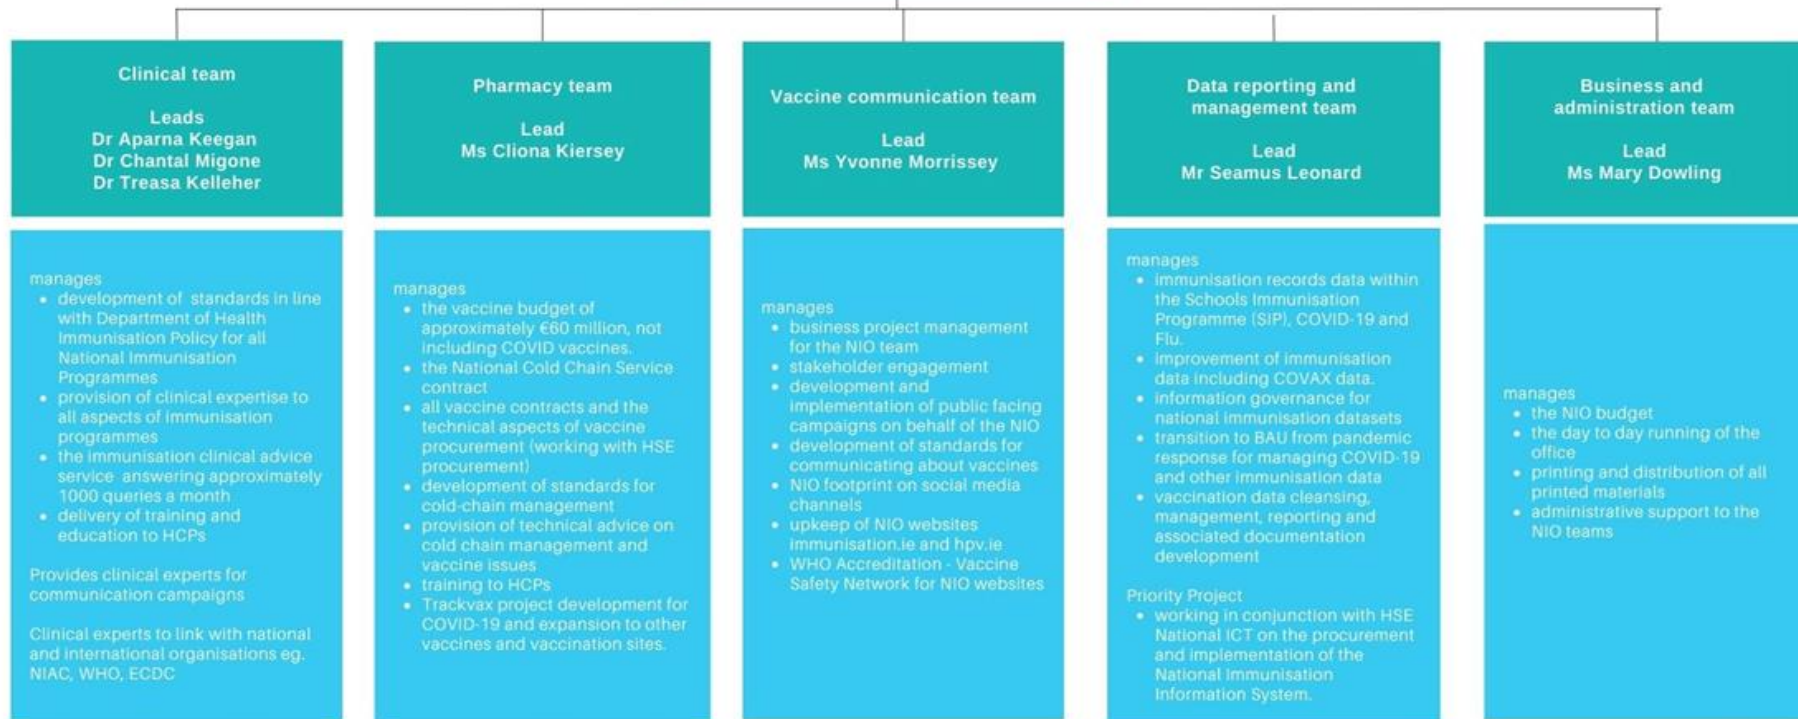 Clinical team
Leads
Dr Aparna Keegan
Dr Chantal Migone
Dr Treasa Kelleher
manages
• development of standards in line
with Department of Health
Immunisation Policy for all
National Immunisation
Programmes
• provision of clinical expertise to
all aspects of immunisation
programmes
• the immunisation clinical advice
service answering approximately
1000 queries a month
• delivery of training and
education to HCPs
Provides clinical experts for
communication campaigns
Clinical experts to link with national
and international organisations eg.
NIAC, WHO, ECDC
Pharmacy team
Lead
Ms Cliona Kiersey
manages
• the vaccine budget of
approximately €60 million, not
including COVID vaccines.
• the National Cold Chain Service
contract
• all vaccine contracts and the
technical aspects of vaccine
procurement (working with HSE
procurement)
• development of standards for
cold-chain management
• provision of technical advice on
cold chain management and
vaccine issues
• training to HCPs
• Trackvax project development for
COVID-19 and expansion to other
vaccines and vaccination sites.
Vaccine communication team
Lead
Ms Yvonne Morrissey
manages
• business project management
for the NIO team
• stakeholder engagement
• development and
implementation of public facing
campaigns on behalf of the NIO
• development of standards for
communicating about vaccines
• NIO footprint on social media
channels
• upkeep of NIO websites
immunisation.ie and hpv.ie
• WHO Accreditation - Vaccine
Safety Network for NIO websites
Data reporting and
management team
Lead
Mr Seamus Leonard
manages
• immunisation records data within
the Schools Immunisation
Programme (SIP), COVID-19 and
Flu.
• improvement of immunisation
data including COVAX data.
• information governance for
national immunisation datasets
• transition to BAU from pandemic
response for managing COVID-19
and other immunisation data
• vaccination data cleansing,
management, reporting and
associated documentation
development
Priority Project
• working in conjunction with HSE
National ICT on the procurement
and implementation of the
National Immunisation
Information System.
Business and
administration team
Lead
Ms Mary Dowling
manages
• the NIO budget
• the day to day running of the
office
• printing and distribution of all
printed materials
• administrative support to the
NIO teams